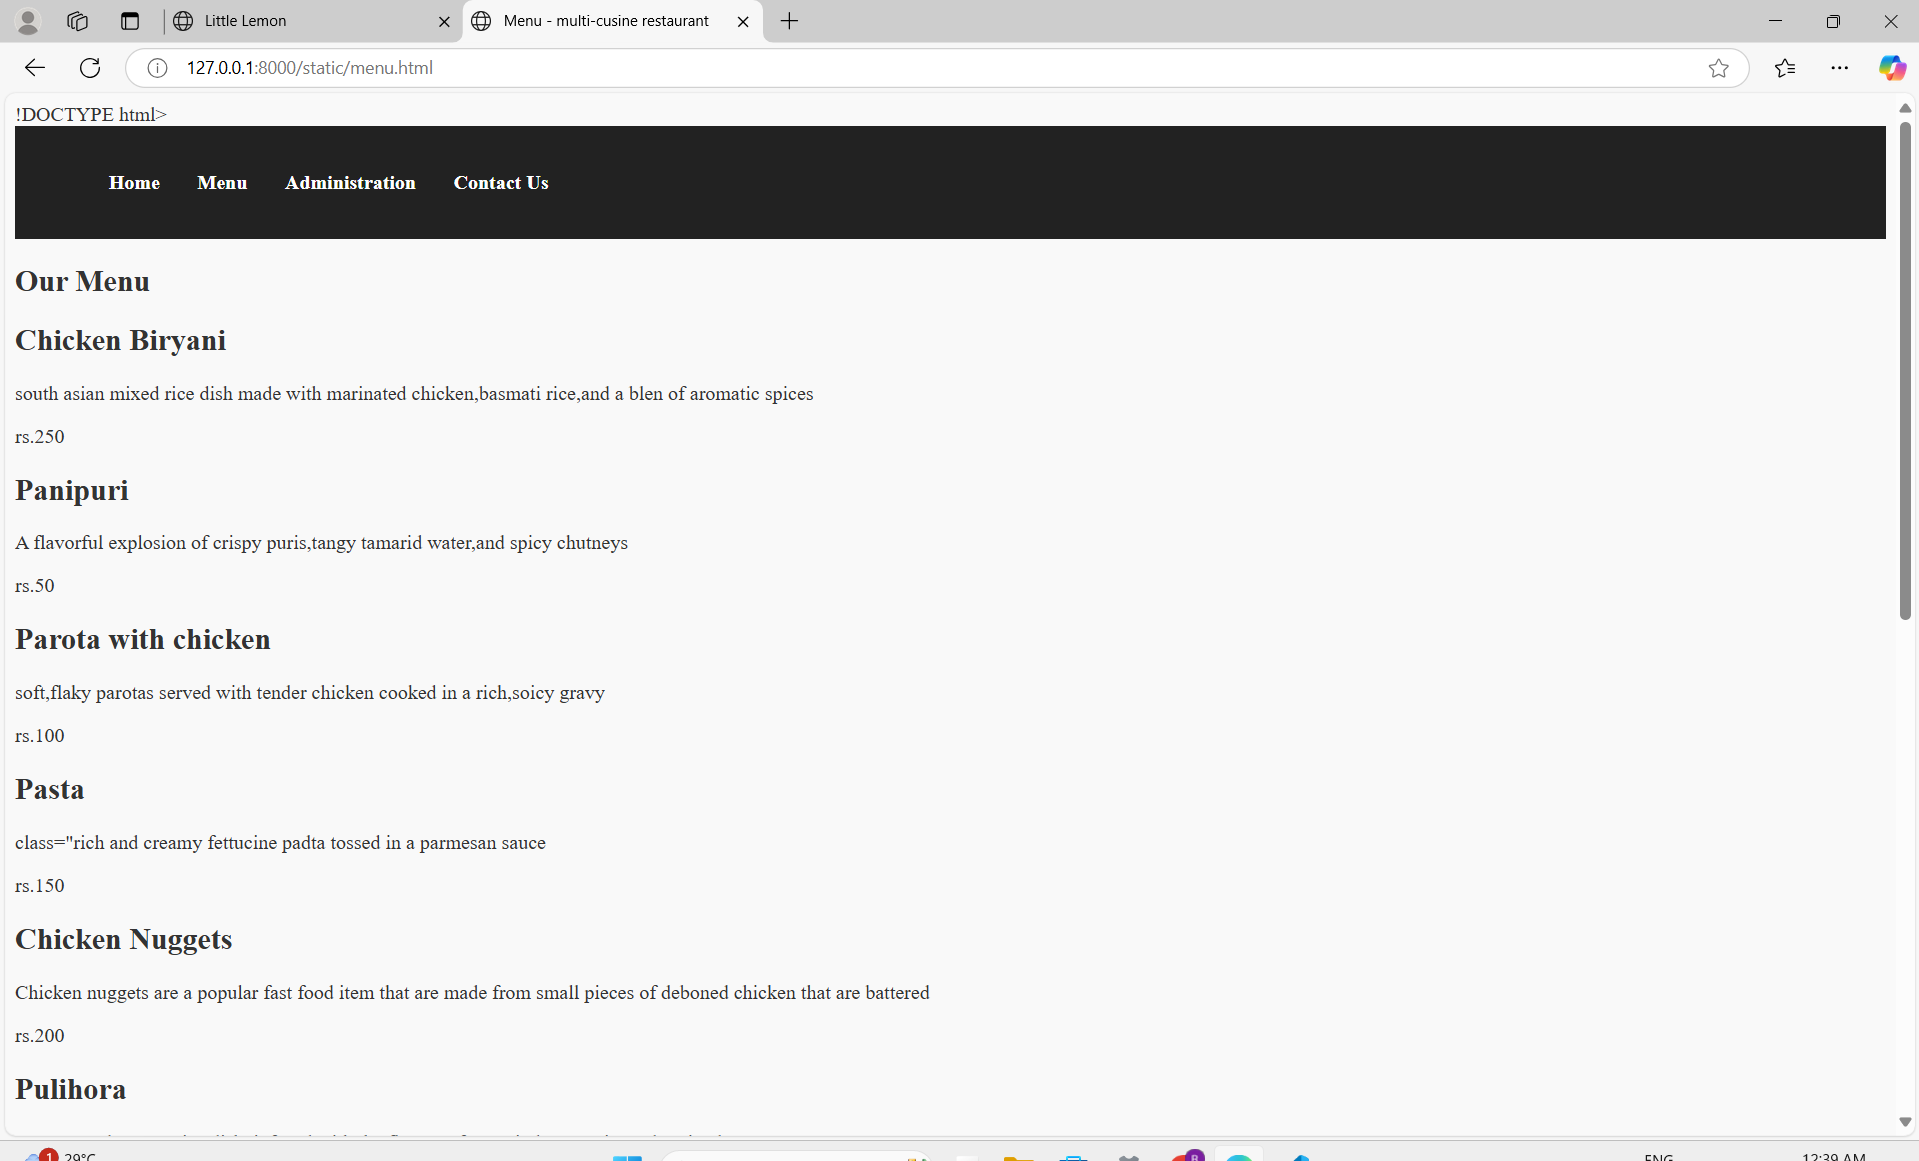 Little Lemon
Menu - multi-cusine restaurant
127.0.0.1:8000/static/menu.html
!DOCTYPE html>
Home Menu Administration Contact Us
Our Menu
Chicken Biryani
south asian mixed rice dish made with marinated chicken,basmati rice,and a blen of aromatic spices
rs.250
Panipuri
A flavorful explosion of crispy puris,tangy tamarid water,and spicy chutneys
rs.50
Parota with chicken
soft,flaky parotas served with tender chicken cooked in a rich,soicy gravy
rs.100
Pasta
class="rich and creamy fettucine padta tossed in a parmesan sauce
rs.150
Chicken Nuggets
Chicken nuggets are a popular fast food item that are made from small pieces of deboned chicken that are battered
rs.200
Pulihora
1 29°C B ENG 12:39 AM